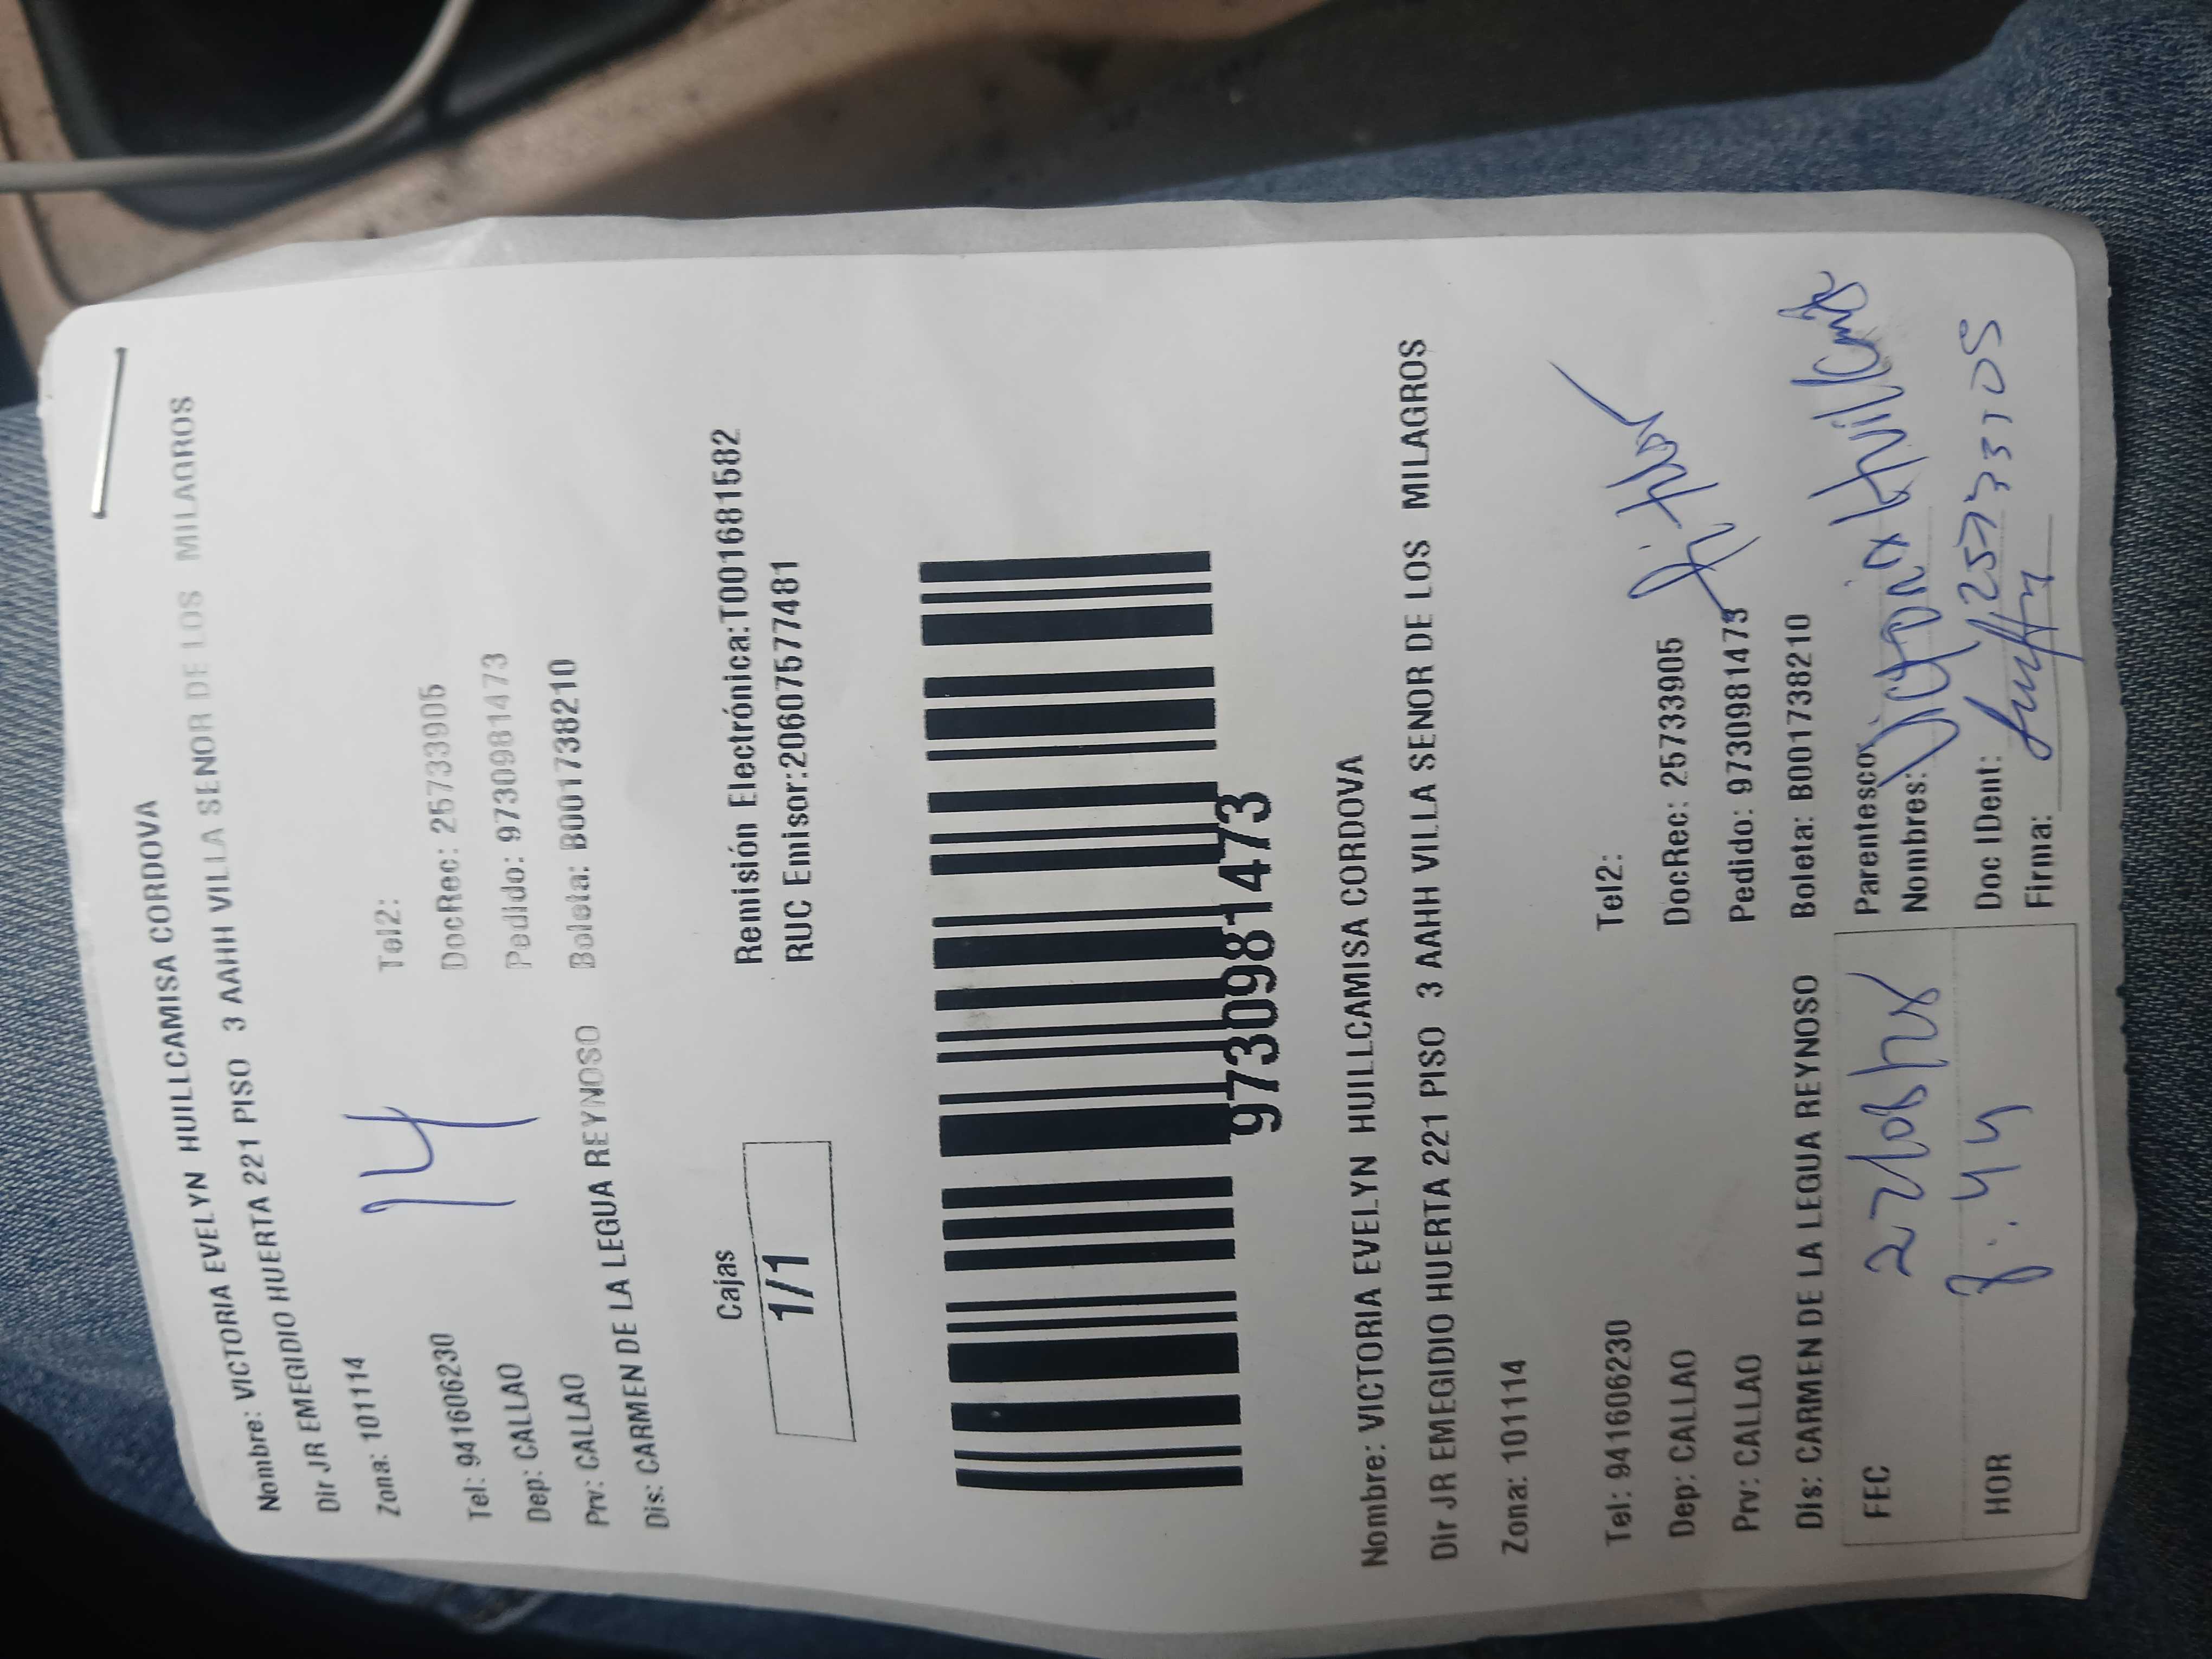 Nombre: VICTORIA EVELYN HUILLCAMISA CORDOVA
Dir JR EMEGIDIO HUERTA 221 PISO 3 AAHH VILLA SENOR DE LOS MILAGROS
Zona: 101114
14
Tel: 941606230 Tel2:
Dep: CALLAO DocRec: 25733905
Prv: CALLAO Pedido: 9730981473
Dis: CARMEN DE LA LEGUA REYNOSO Boleta: B001738210
Cajas
1/1
Remisión Electrónica:T001681582
RUC Emisor:20607577481
9730981473
Nombre: VICTORIA EVELYN HUILLCAMISA CORDOVA
Dir JR EMEGIDIO HUERTA 221 PISO 3 AAHH VILLA SENOR DE LOS MILAGROS
Zona: 101114
Tel: 941606230 Tel2:
Dep: CALLAO DocRec: 25733905
Prv: CALLAO Pedido: 9730981473
Dis: CARMEN DE LA LEGUA REYNOSO Boleta: B001738210
FEC
Parentesco:
Nombres: Victoria
HOR
Doc IDent:
Firma: